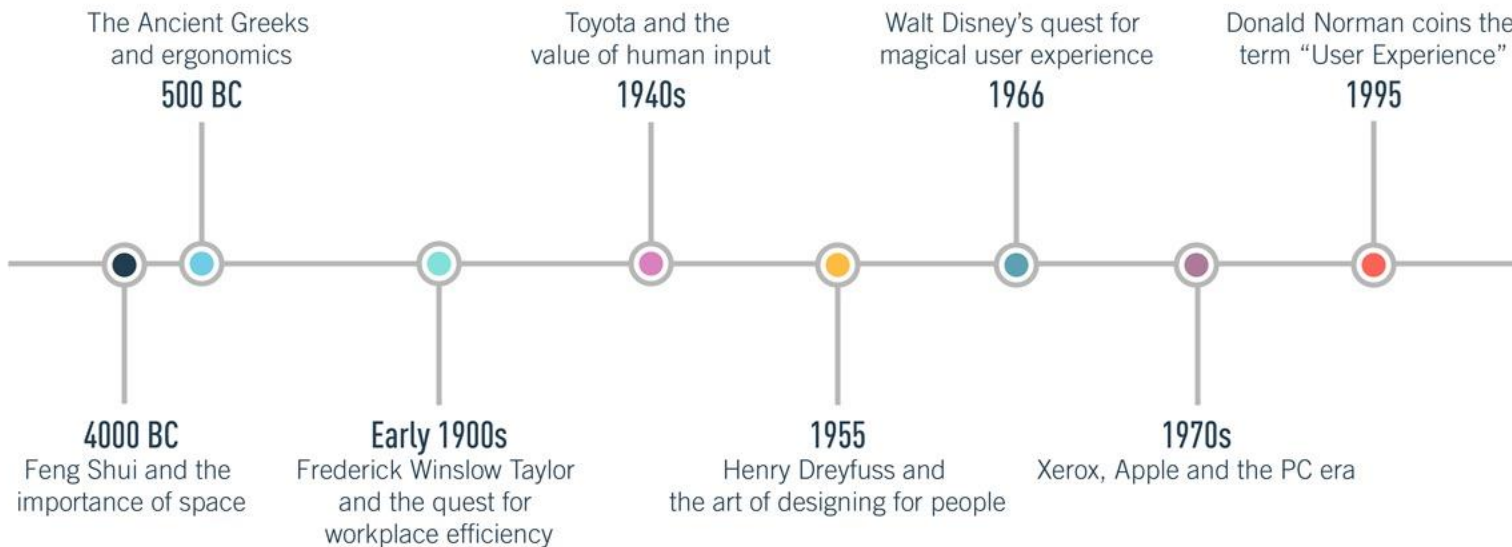 The Ancient Greeks
and ergonomics
500 BC
Toyota and the
value of human input
1940s
Walt Disney’s quest for
magical user experience
1966
Donald Norman coins the
term “User Experience”
1995
4000 BC
Feng Shui and the
importance of space
Early 1900s
Frederick Winslow Taylor
and the quest for
workplace efficiency
1955
Henry Dreyfuss and
the art of designing for people
1970s
Xerox, Apple and the PC era